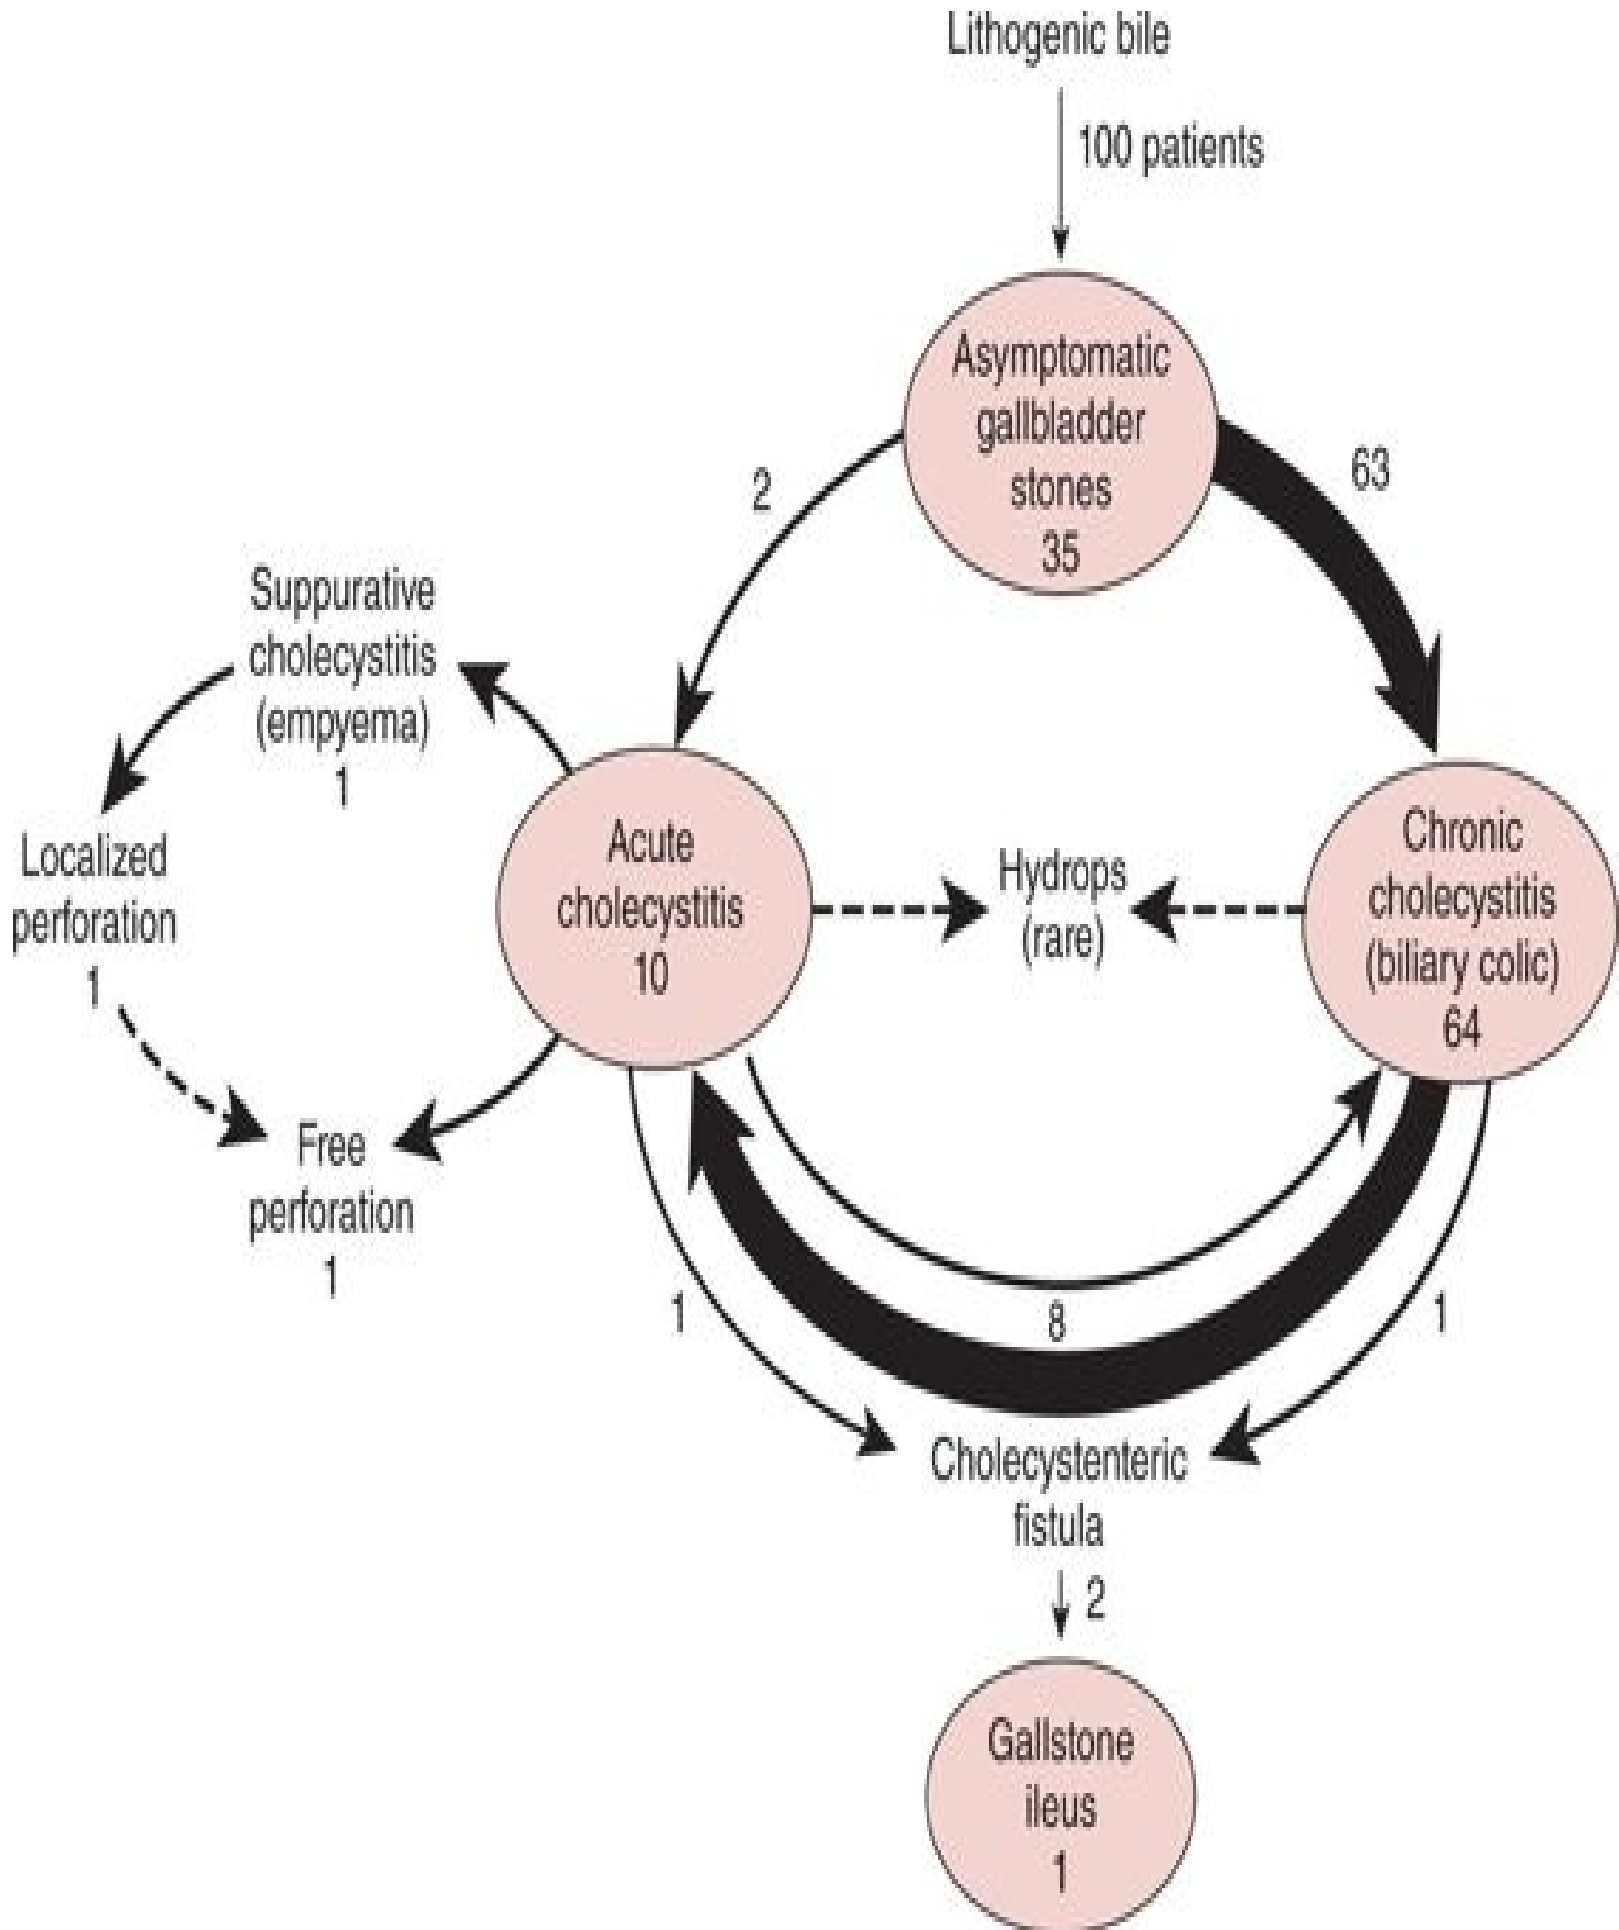 Lithogenic bile
100 patients
Asymptomatic
gallbladder
stones
35
2
63
Suppurative
cholecystitis
(empyema)
1
Localized
perforation
1
Acute
cholecystitis
10
Hydrops
(rare)
Chronic
cholecystitis
(biliary colic)
64
Free
perforation
1
1
8
1
Cholecystenteric
fistula
2
Gallstone
ileus
1